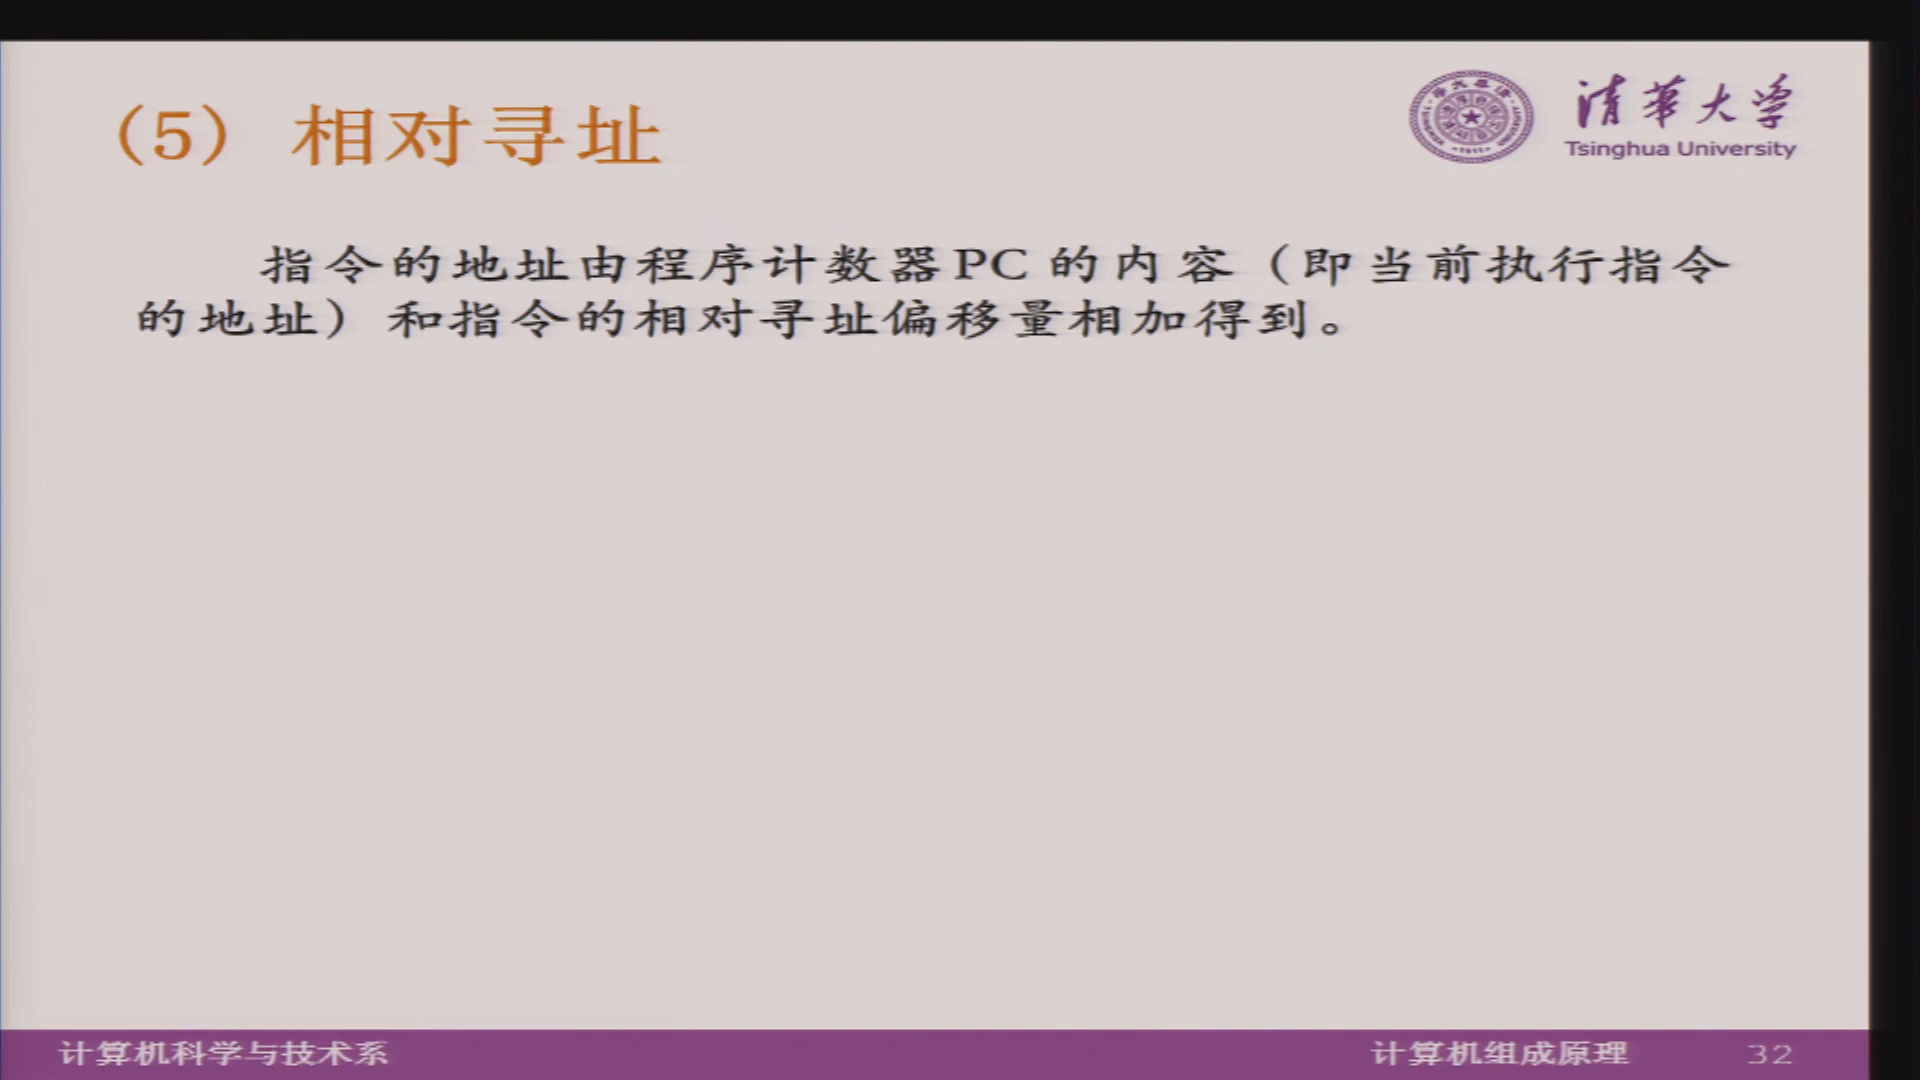 （5）相对寻址
清华大学
Tsinghua University
指令的地址由程序计数器PC的内容（即当前执行指令
的地址）和指令的相对寻址偏移量相加得到。
计算机科学与技术系
计算机组成原理
32